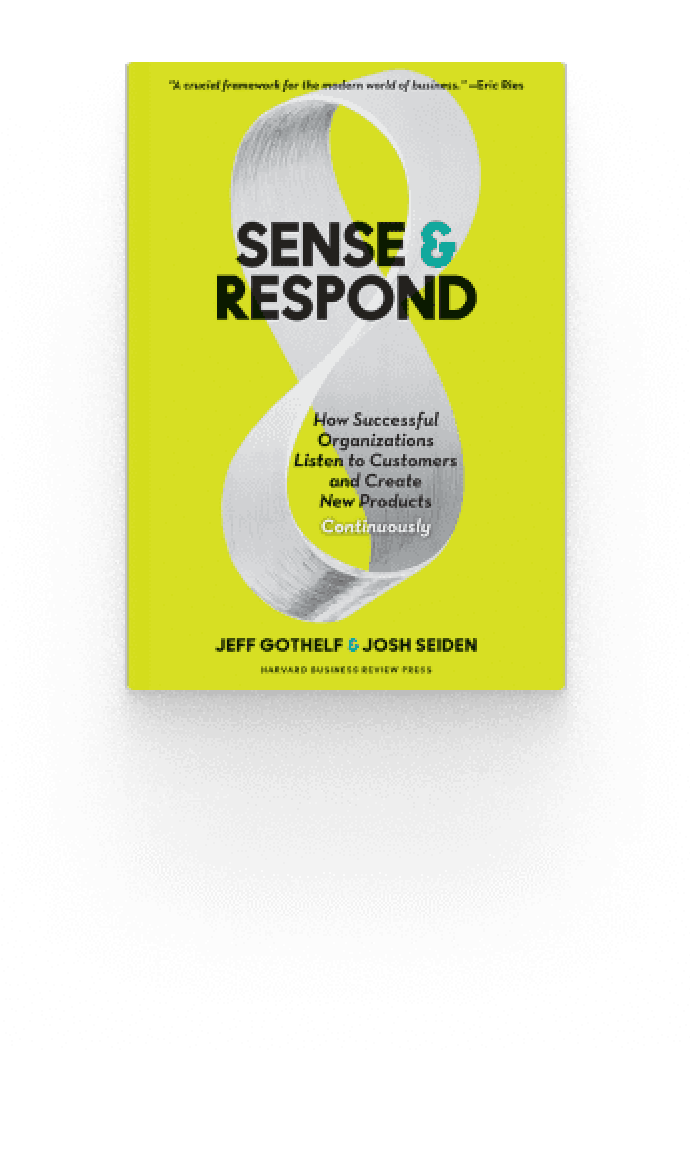 "A crucial framework for the modern world of business." —Eric Ries
SENSE &
RESPOND
How Successful
Organizations
Listen to Customers
and Create
New Products
Continuously
JEFF GOTHELF & JOSH SEIDEN
HARVARD BUSINESS REVIEW PRESS